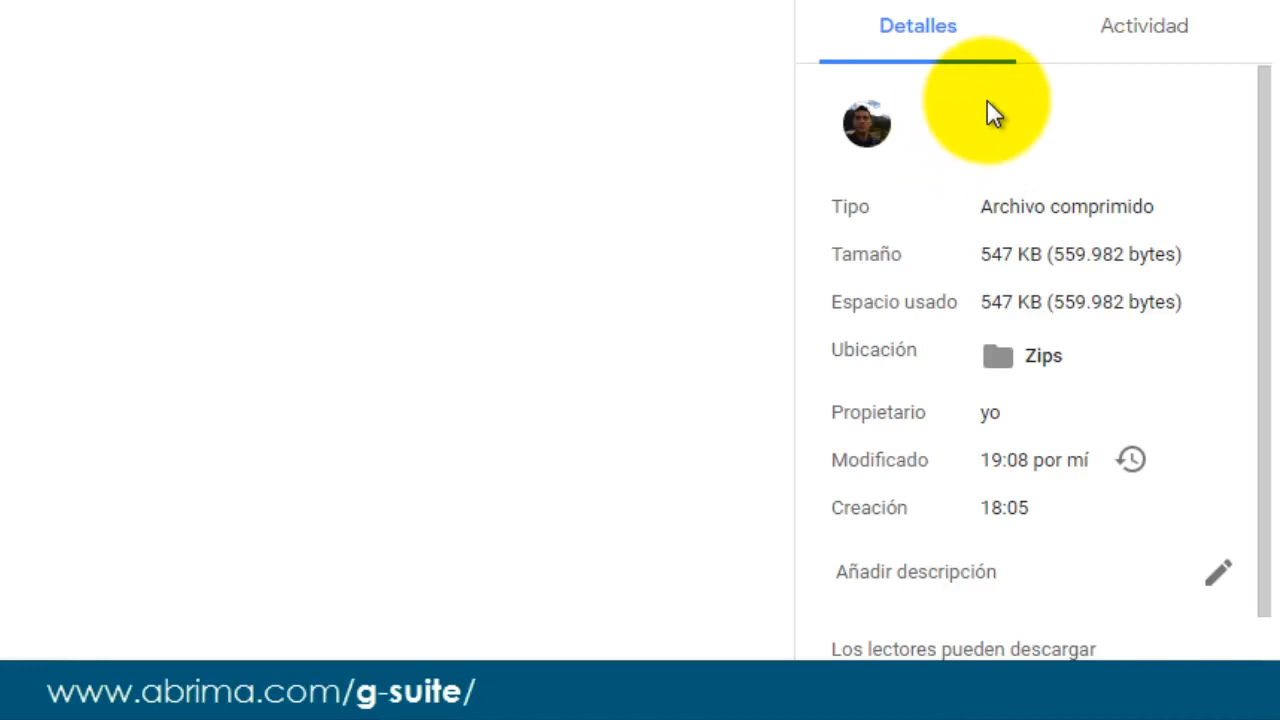 Detalles Actividad
Tipo Archivo comprimido
Tamaño 547 KB (559.982 bytes)
Espacio usado 547 KB (559.982 bytes)
Ubicación Zips
Propietario yo
Modificado 19:08 por mí
Creación 18:05
Añadir descripción
Los lectores pueden descargar
www.abrima.com/g-suite/